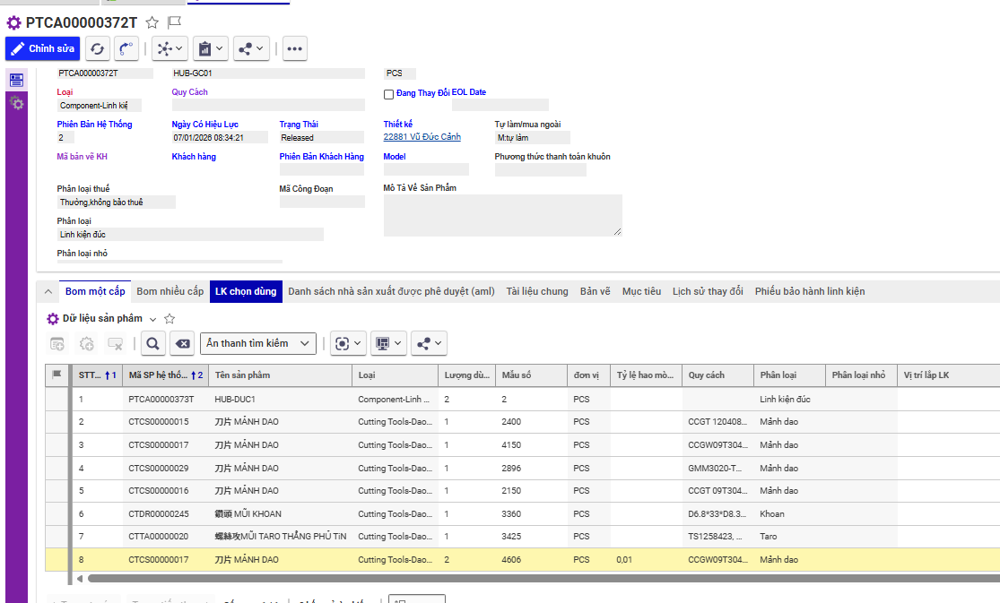 PTCA00000372T
Chỉnh sửa
PTCA00000372T HUB-GC01 PCS
Loại Quy Cách Đang Thay Đổi EOL Date
Component-Linh kiệ
Phiên Bản Hệ Thống Ngày Có Hiệu Lực Trạng Thái Thiết kế Tự làm/mua ngoài
2 07/01/2026 08:34:21 Released 22881 Vũ Đức Cảnh M:tự làm
Mã bản vẽ KH Khách hàng Phiên Bản Khách Hàng Model Phương thức thanh toán khuôn
Phân loại thuế Mã Công Đoạn Mô Tả Về Sản Phẩm
Thường,không bảo thuế
Phân loại
Linh kiện đúc
Phân loại nhỏ
Bom một cấp Bom nhiều cấp LK chọn dùng Danh sách nhà sản xuất được phê duyệt (aml) Tài liệu chung Bản vẽ Mục tiêu Lịch sử thay đổi Phiếu bảo hành linh kiện
Dữ liệu sản phẩm
Ẩn thanh tìm kiếm
STT... 1 Mã SP hệ thố... 2 Tên sản phẩm Loại Lượng dù... Mẫu số đơn vị Tỷ lệ hao mò... Quy cách Phân loại Phân loại nhỏ Vị trí lắp LK
1 PTCA00000373T HUB-DUC1 Component-Linh ... 2 2 PCS Linh kiện đúc
2 CTCS00000015 刀片 MẢNH DAO Cutting Tools-Dao... 1 2400 PCS CCGT 120408... Mảnh dao
3 CTCS00000017 刀片 MẢNH DAO Cutting Tools-Dao... 1 4150 PCS CCGW09T304... Mảnh dao
4 CTCS00000029 刀片 MẢNH DAO Cutting Tools-Dao... 1 2896 PCS GMM3020-T... Mảnh dao
5 CTCS00000016 刀片 MẢNH DAO Cutting Tools-Dao... 1 2150 PCS CCGT 09T304... Mảnh dao
6 CTDR00000245 鑽頭 MŨI KHOAN Cutting Tools-Dao... 1 3360 PCS D6.8*33*D8.3... Khoan
7 CTTA00000020 螺絲攻MŨI TARO THẲNG PHỦ TiN Cutting Tools-Dao... 1 3425 PCS TS1258423, ... Taro
8 CTCS00000017 刀片 MẢNH DAO Cutting Tools-Dao... 2 4606 PCS 0,01 CCGW09T304... Mảnh dao